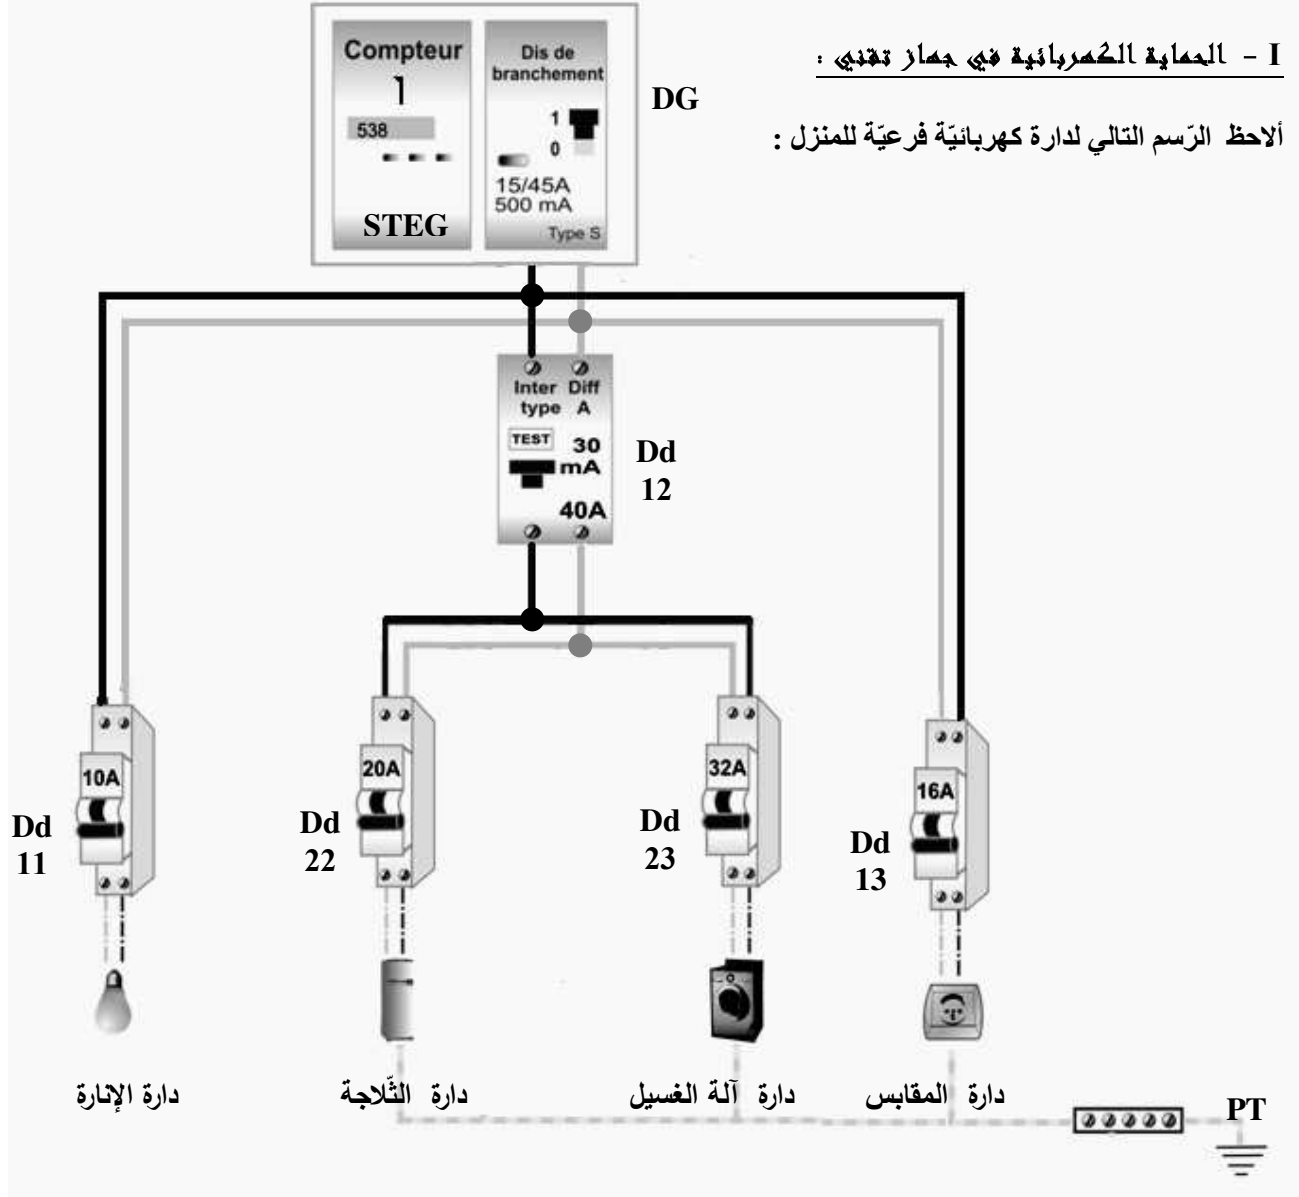 I - الحماية الكهربائية في جهاز تقني :
ألاحظ الرّسم التالي لدارة كهربائيّة فرعيّة للمنزل :
Compteur
1
538
STEG
Dis de
branchement
1
0
15/45A
500 mA
Type S
DG
Inter Diff
type A
TEST
30
mA
40A
Dd
12
10A
Dd
11
20A
Dd
22
32A
Dd
23
16A
Dd
13
دارة الإنارة
دارة الثّلاجة
دارة آلة الغسيل
دارة المقابس
PT